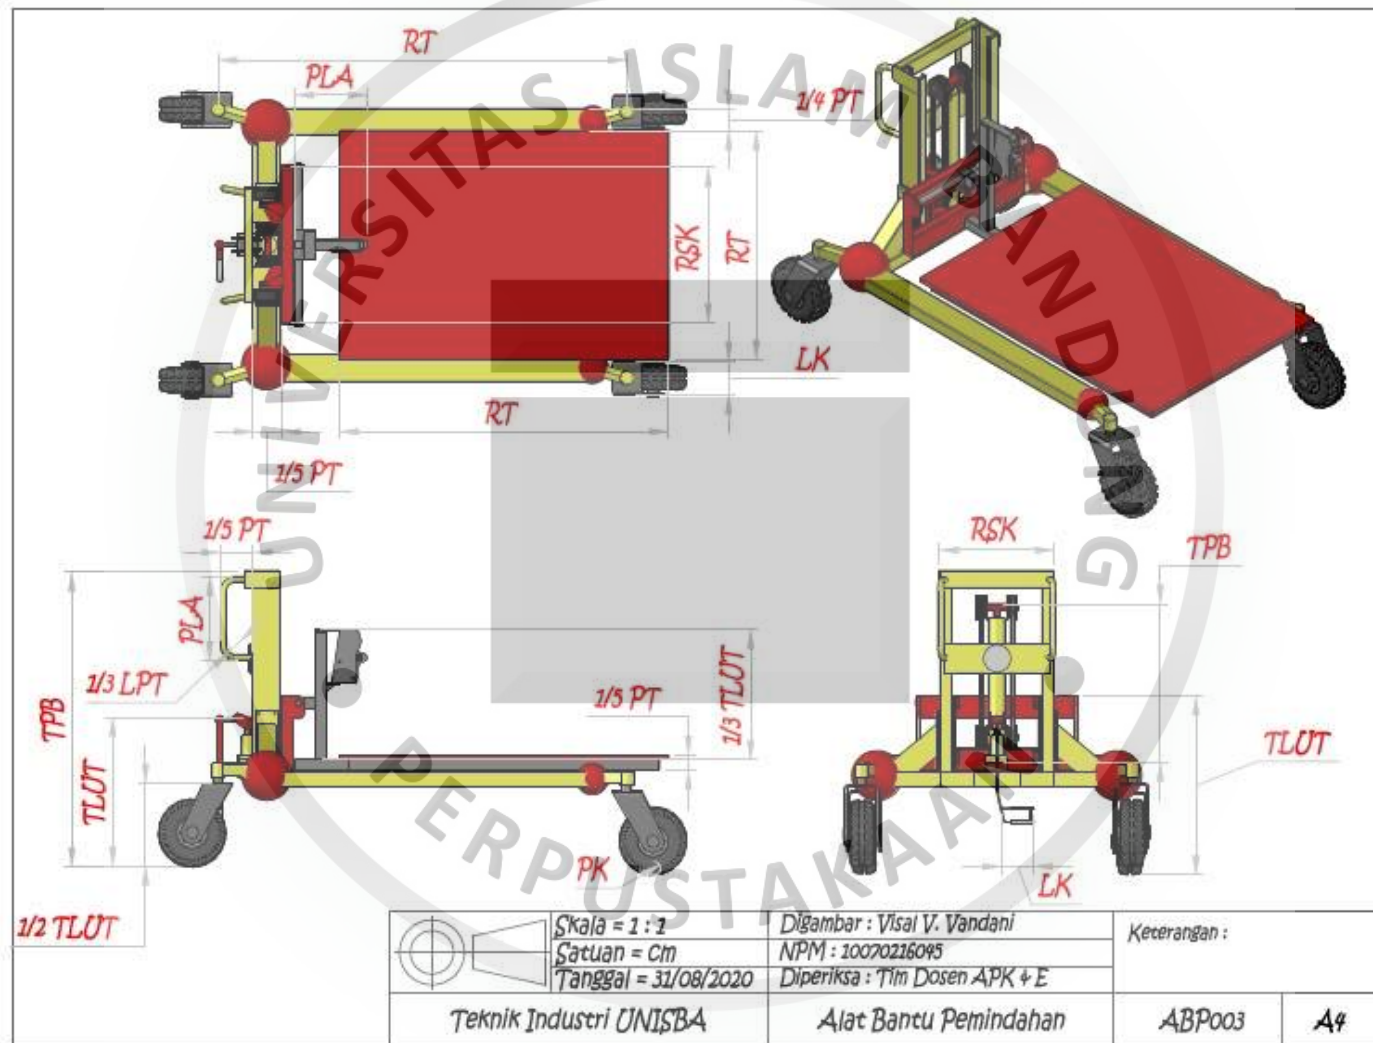 RT
PLA
1/4 PT
RSK
RT
LK
RT
1/5 PT
1/5 PT
PLA
1/3 LPT
TPB
TLUT
1/2 TLUT
1/5 PT
1/3 TLUT
PK
RSK
TPB
TLUT
LK
UNIVERSITAS ISLAM BANDUNG
PERPUSTAKAAN
Skala = 1 : 1
Satuan = Cm
Tanggal = 31/08/2020
Digambar : Visal V. Vandani
NPM : 10070216045
Diperiksa : Tim Dosen APK & E
Keterangan :
Teknik Industri UNISBA
Alat Bantu Pemindahan
ABP003
A4